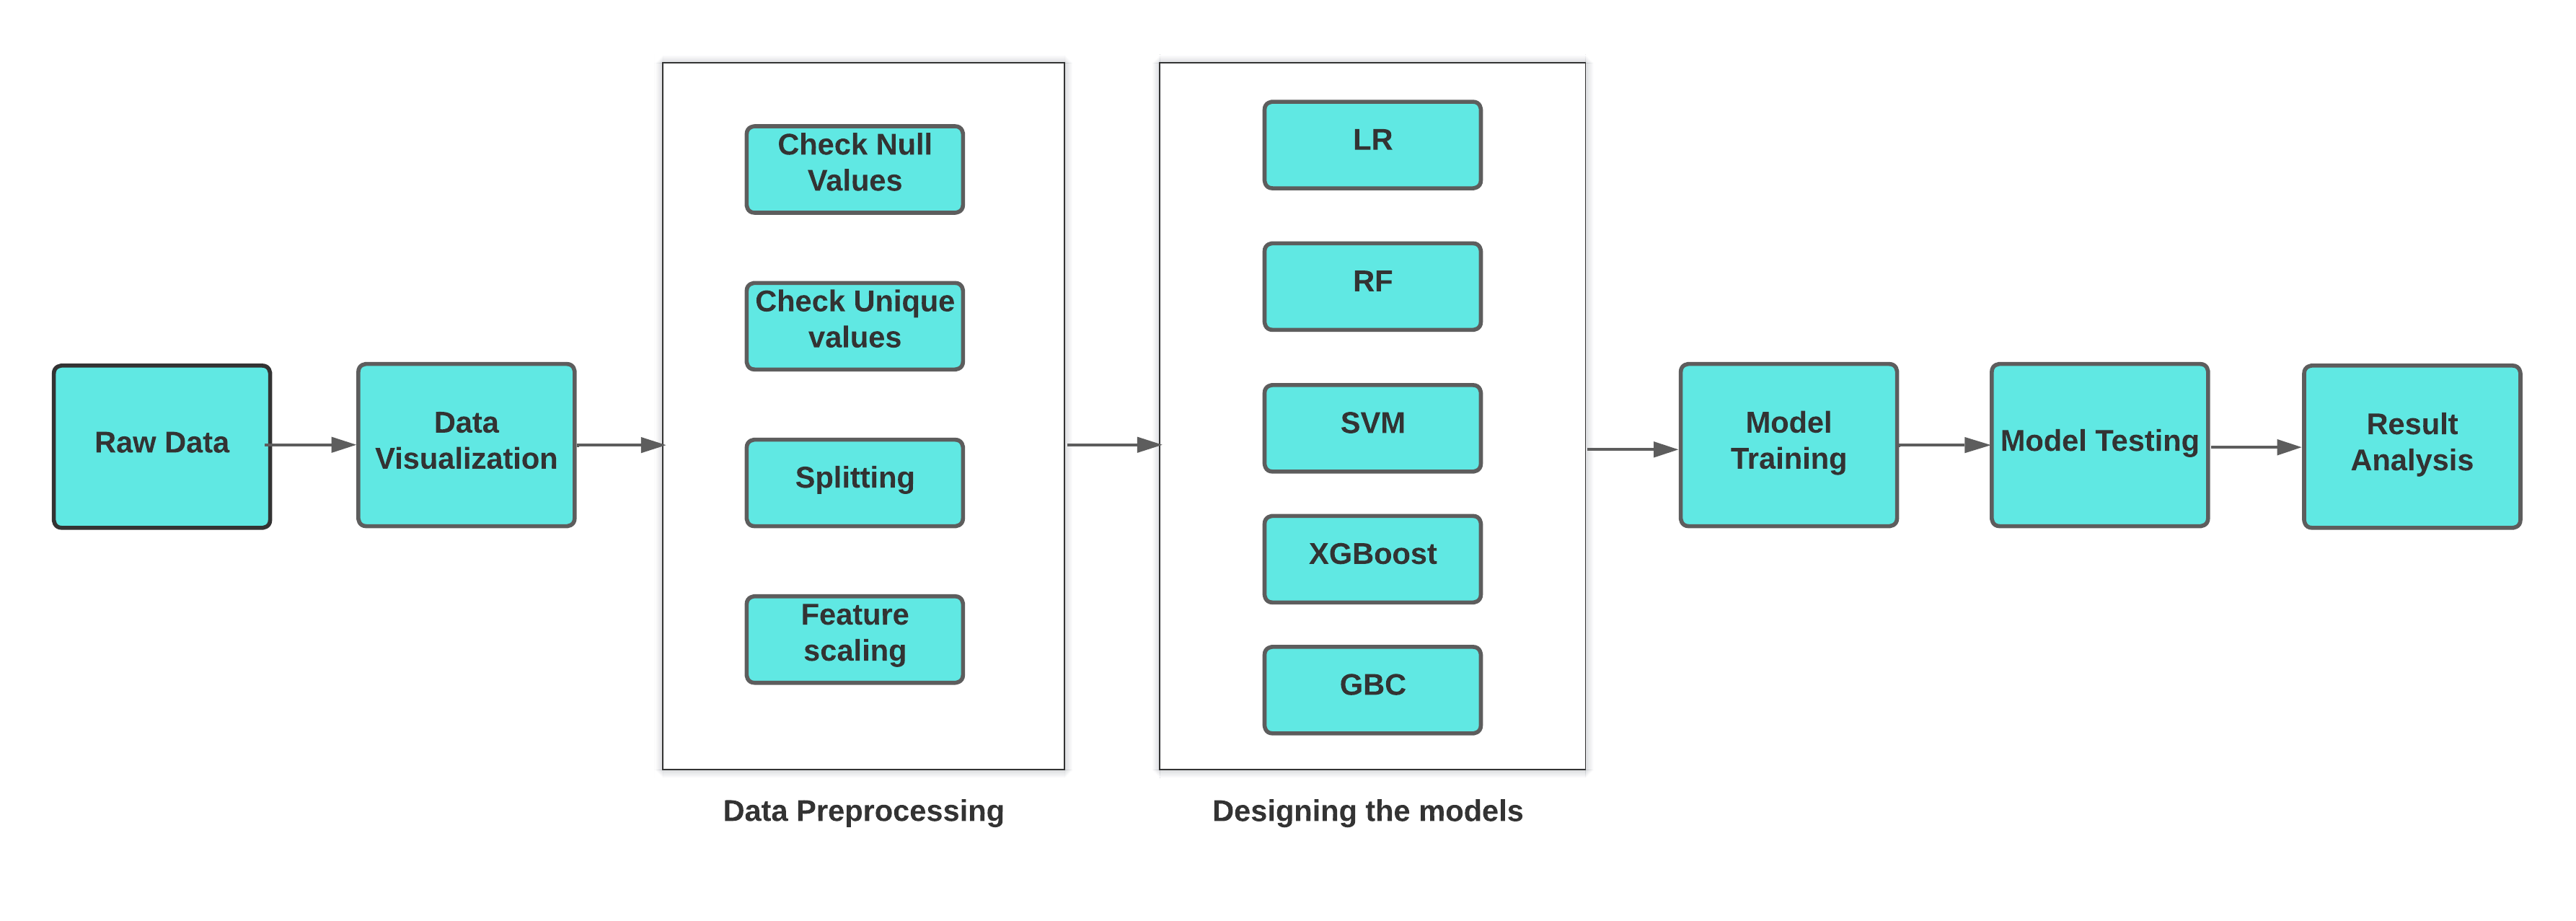 Raw Data
Data
Visualization
Check Null
Values
Check Unique
values
Splitting
Feature
scaling
Data Preprocessing
LR
RF
SVM
XGBoost
GBC
Designing the models
Model
Training
Model Testing
Result
Analysis